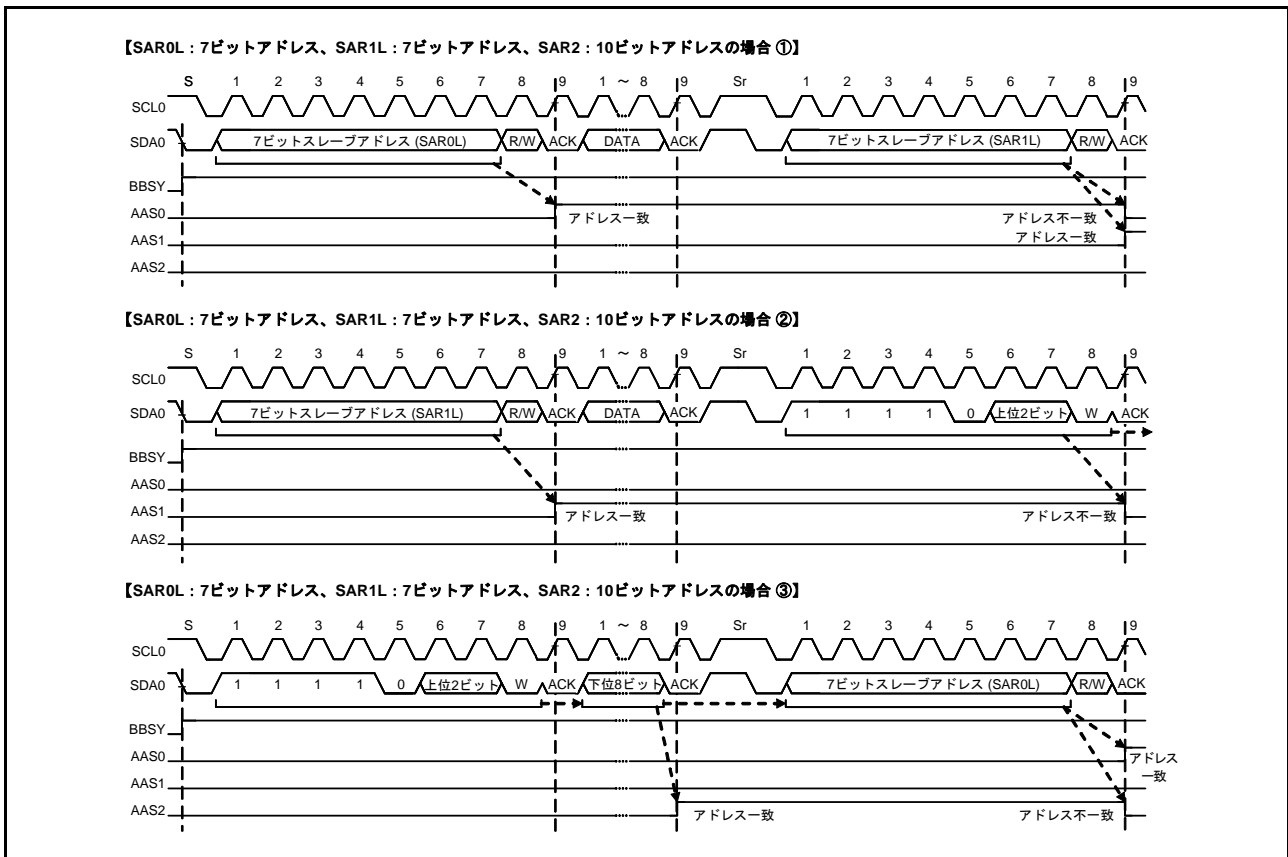 【SAR0L：7ビットアドレス、SAR1L：7ビットアドレス、SAR2：10ビットアドレスの場合 ①】
S 1 2 3 4 5 6 7 8 9 1 ～ 8 9 Sr 1 2 3 4 5 6 7 8 9
SCL0
SDA0 7ビットスレーブアドレス (SAR0L) R/W ACK DATA ACK 7ビットスレーブアドレス (SAR1L) R/W ACK
BBSY
AAS0 アドレス一致 アドレス不一致
AAS1 アドレス一致
AAS2
【SAR0L：7ビットアドレス、SAR1L：7ビットアドレス、SAR2：10ビットアドレスの場合 ②】
S 1 2 3 4 5 6 7 8 9 1 ～ 8 9 Sr 1 2 3 4 5 6 7 8 9
SCL0
SDA0 7ビットスレーブアドレス (SAR1L) R/W ACK DATA ACK 1 1 1 1 0 上位2ビット W ACK
BBSY
AAS0
AAS1 アドレス一致 アドレス不一致
AAS2
【SAR0L：7ビットアドレス、SAR1L：7ビットアドレス、SAR2：10ビットアドレスの場合 ③】
S 1 2 3 4 5 6 7 8 9 1 ～ 8 9 Sr 1 2 3 4 5 6 7 8 9
SCL0
SDA0 1 1 1 1 0 上位2ビット W ACK 下位8ビット ACK 7ビットスレーブアドレス (SAR0L) R/W ACK
BBSY
AAS0 アドレス
一致
AAS1
AAS2 アドレス一致 アドレス不一致